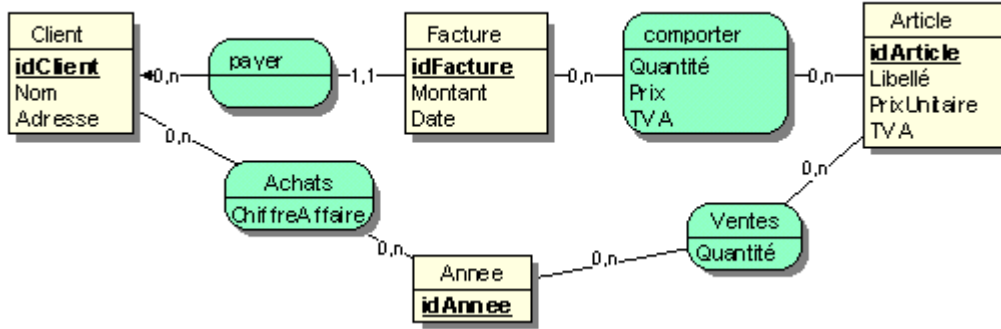 Client
idClient
Nom
Adresse
0,n
payer
1,1
Facture
idFacture
Montant
Date
0,n
comporter
Quantité
Prix
TVA
0,n
Article
idArticle
Libellé
PrixUnitaire
TVA
0,n
Achats
ChiffreAffaire
0,n
Annee
idAnnee
0,n
Ventes
Quantité
0,n